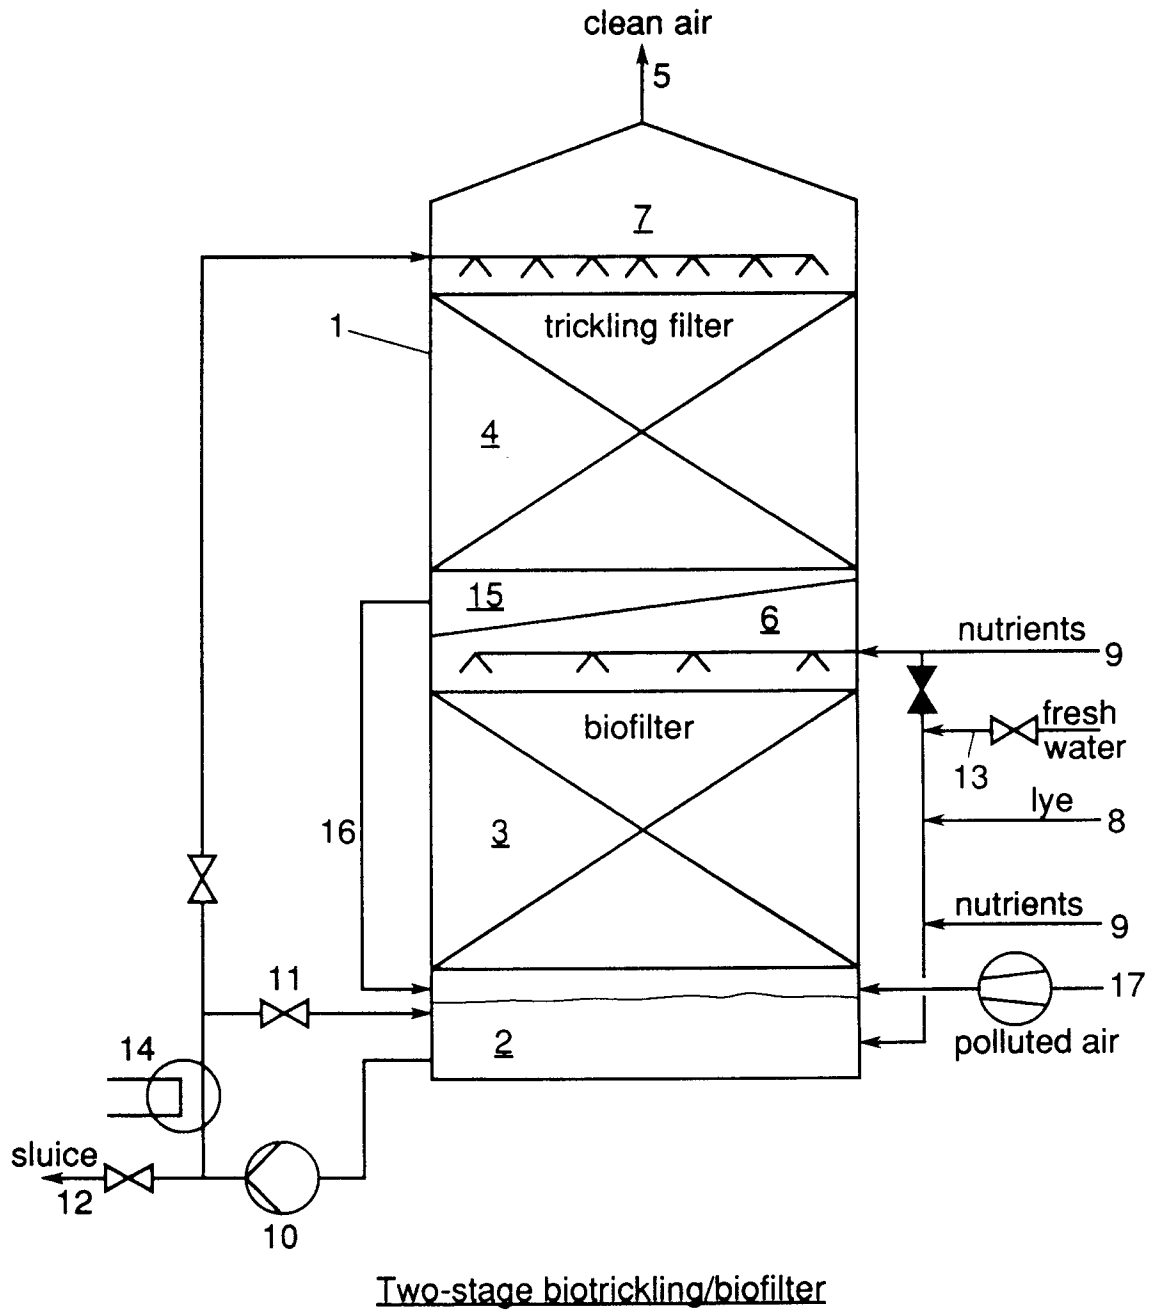 clean air
5
7
1
trickling filter
4
15
6
nutrients
9
biofilter
fresh
water
13
lye
8
16
3
nutrients
9
11
17
2
polluted air
14
sluice
12
10
Two-stage biotrickling/biofilter